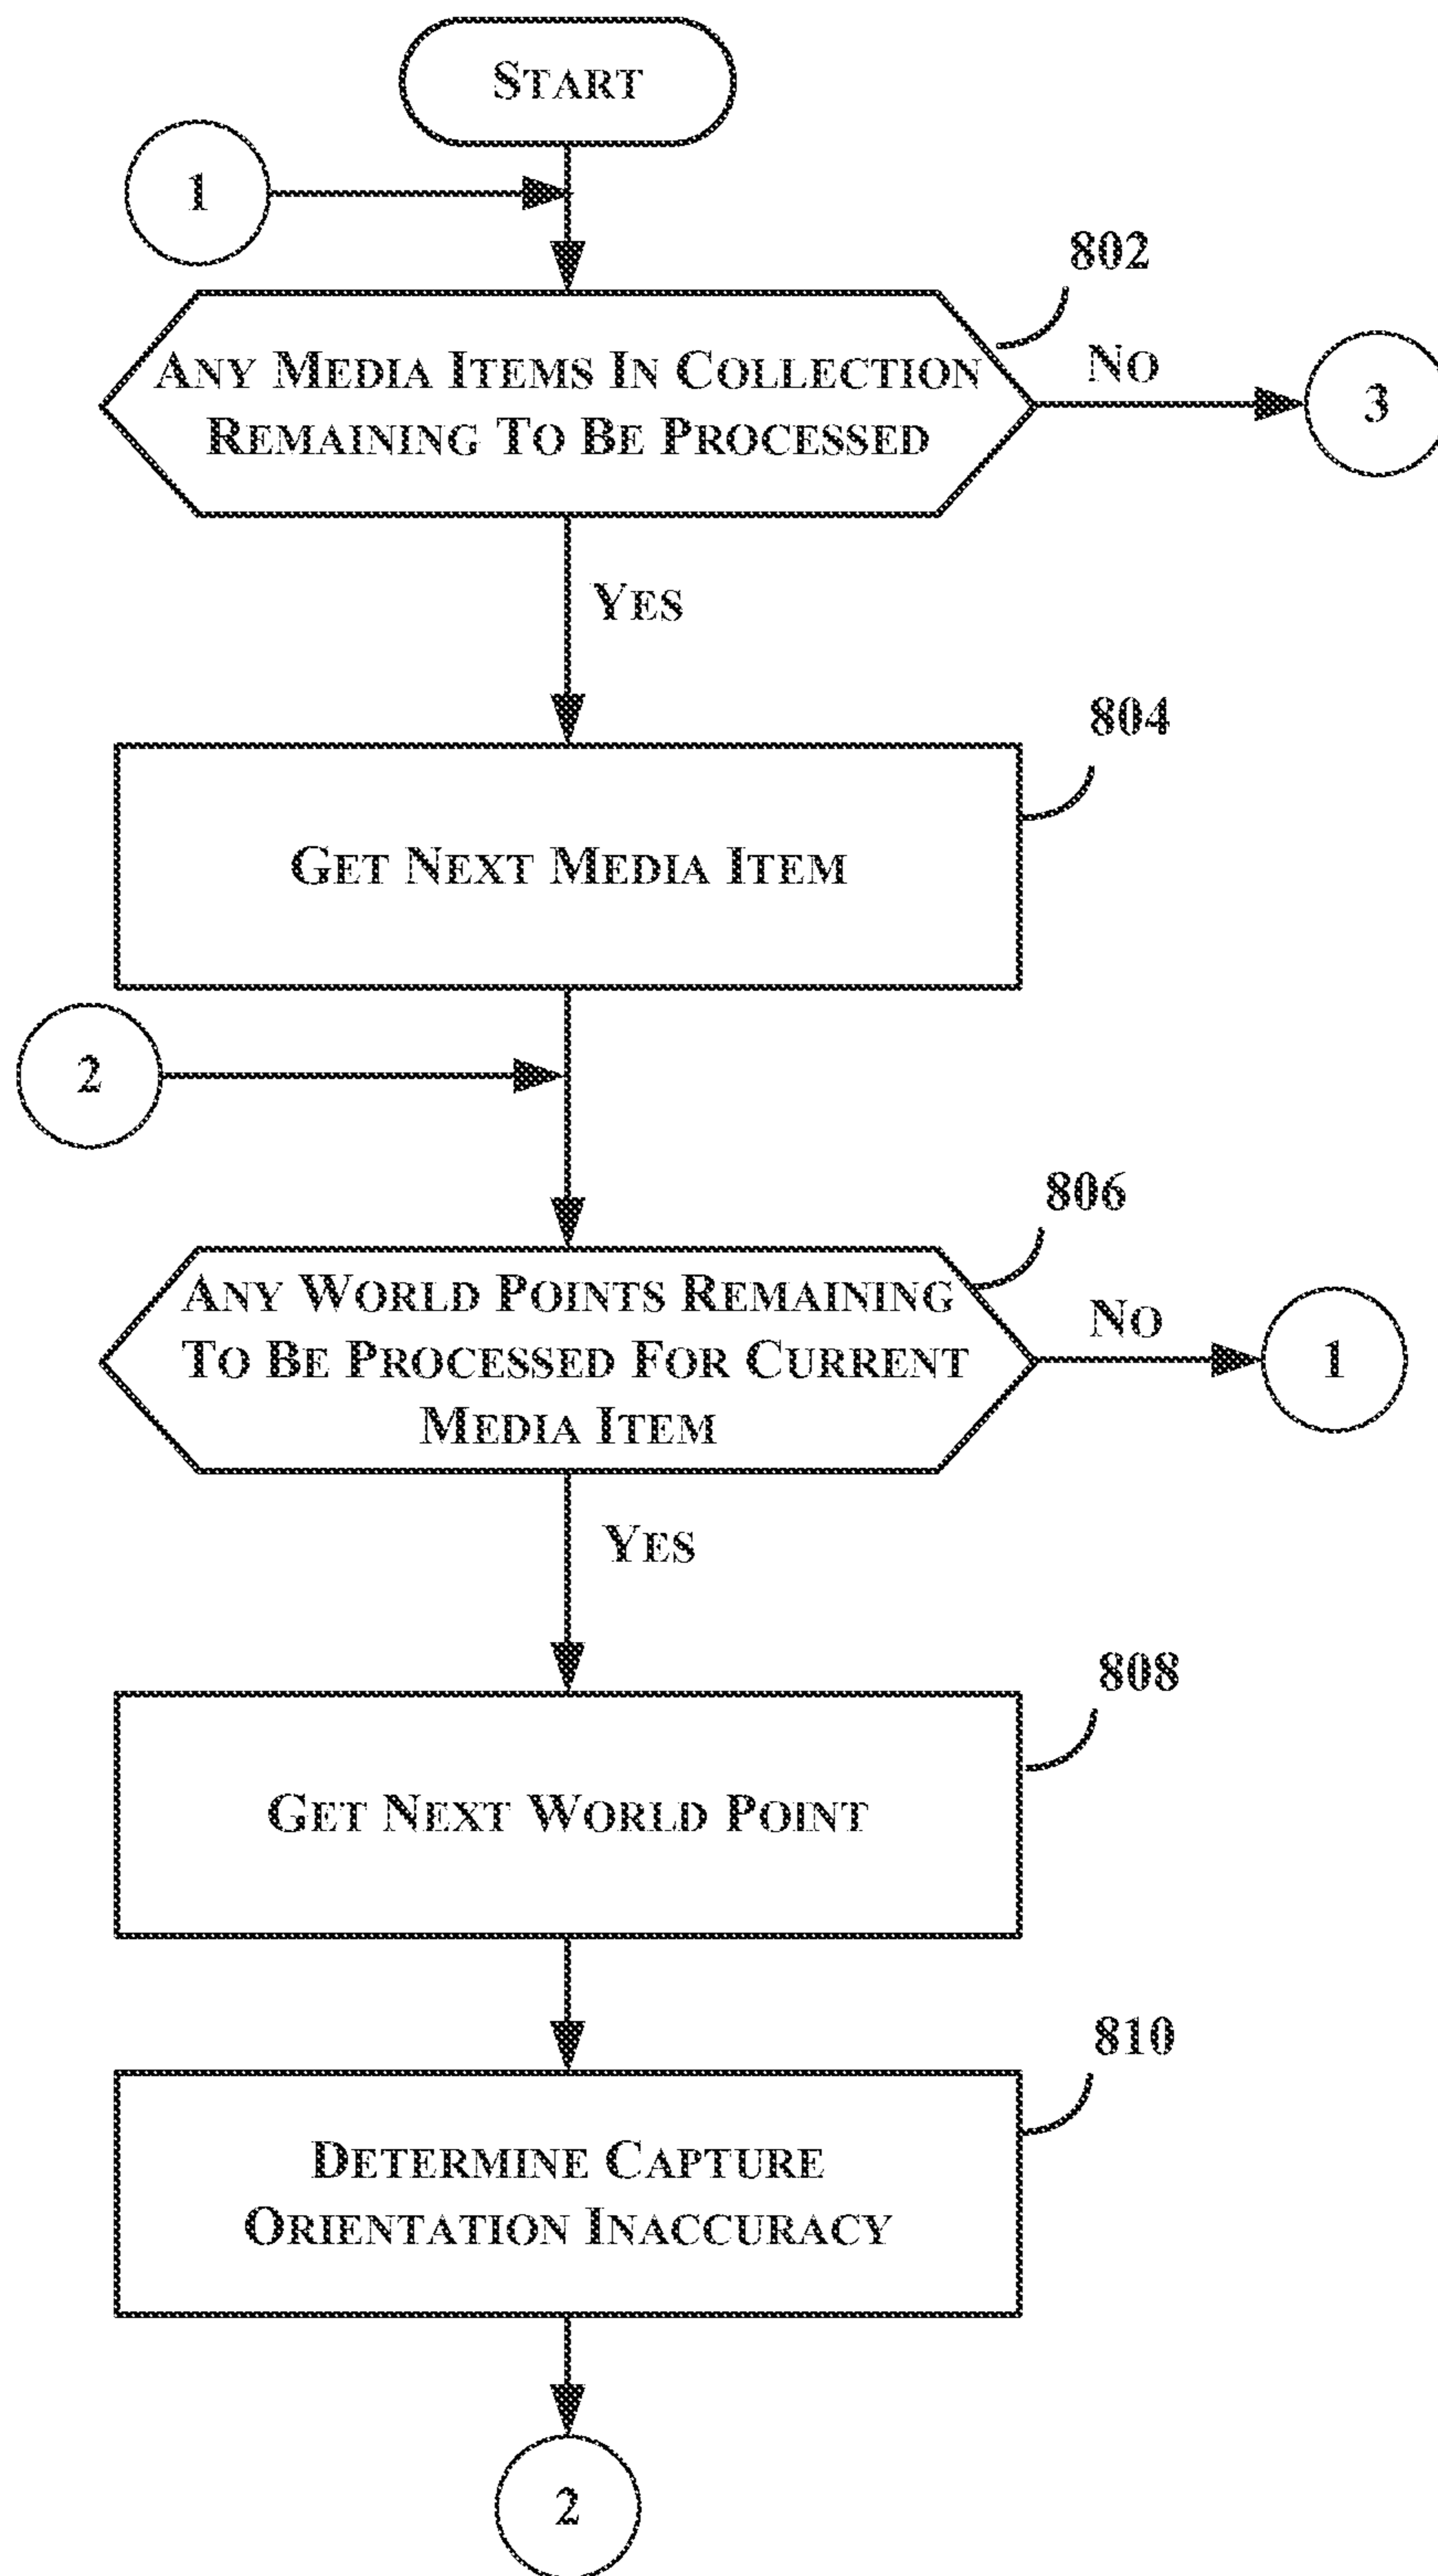 START
1
802
ANY MEDIA ITEMS IN COLLECTION
REMAINING TO BE PROCESSED
NO
3
YES
804
GET NEXT MEDIA ITEM
2
806
ANY WORLD POINTS REMAINING
TO BE PROCESSED FOR CURRENT
MEDIA ITEM
NO
1
YES
808
GET NEXT WORLD POINT
810
DETERMINE CAPTURE
ORIENTATION INACCURACY
2